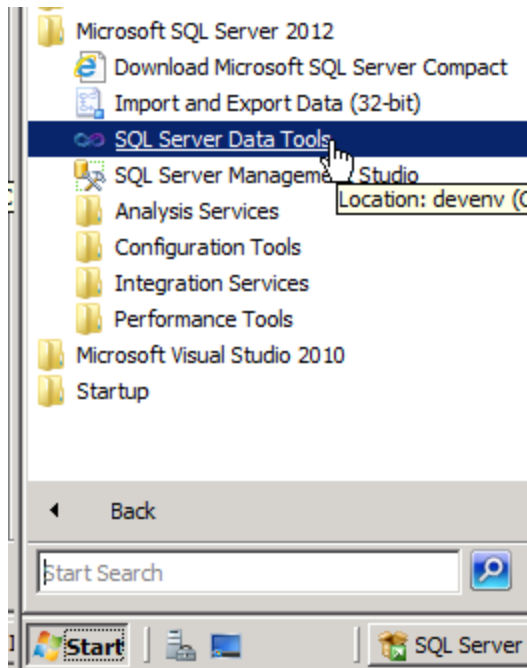 Microsoft SQL Server 2012
Download Microsoft SQL Server Compact
Import and Export Data (32-bit)
SQL Server Data Tools
SQL Server Management Studio
Location: devenv (C
Analysis Services
Configuration Tools
Integration Services
Performance Tools
Microsoft Visual Studio 2010
Startup
Back
Start Search
Start
SQL Server